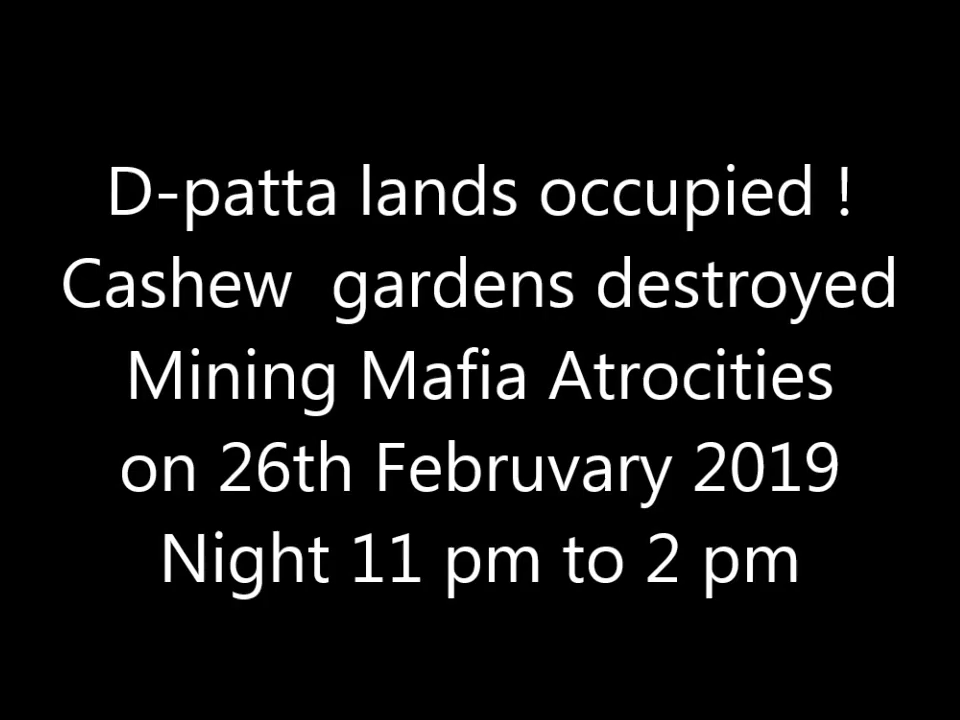 D-patta lands occupied !
Cashew  gardens destroyed
Mining Mafia Atrocities
on 26th Februvary 2019
Night 11 pm to 2 pm